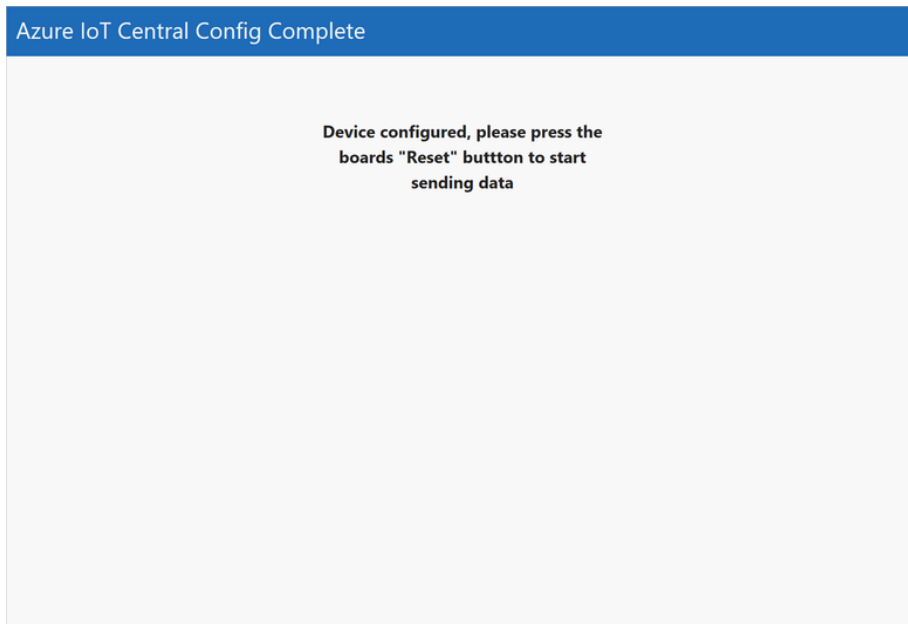 Azure IoT Central Config Complete
Device configured, please press the
boards "Reset" buttton to start
sending data